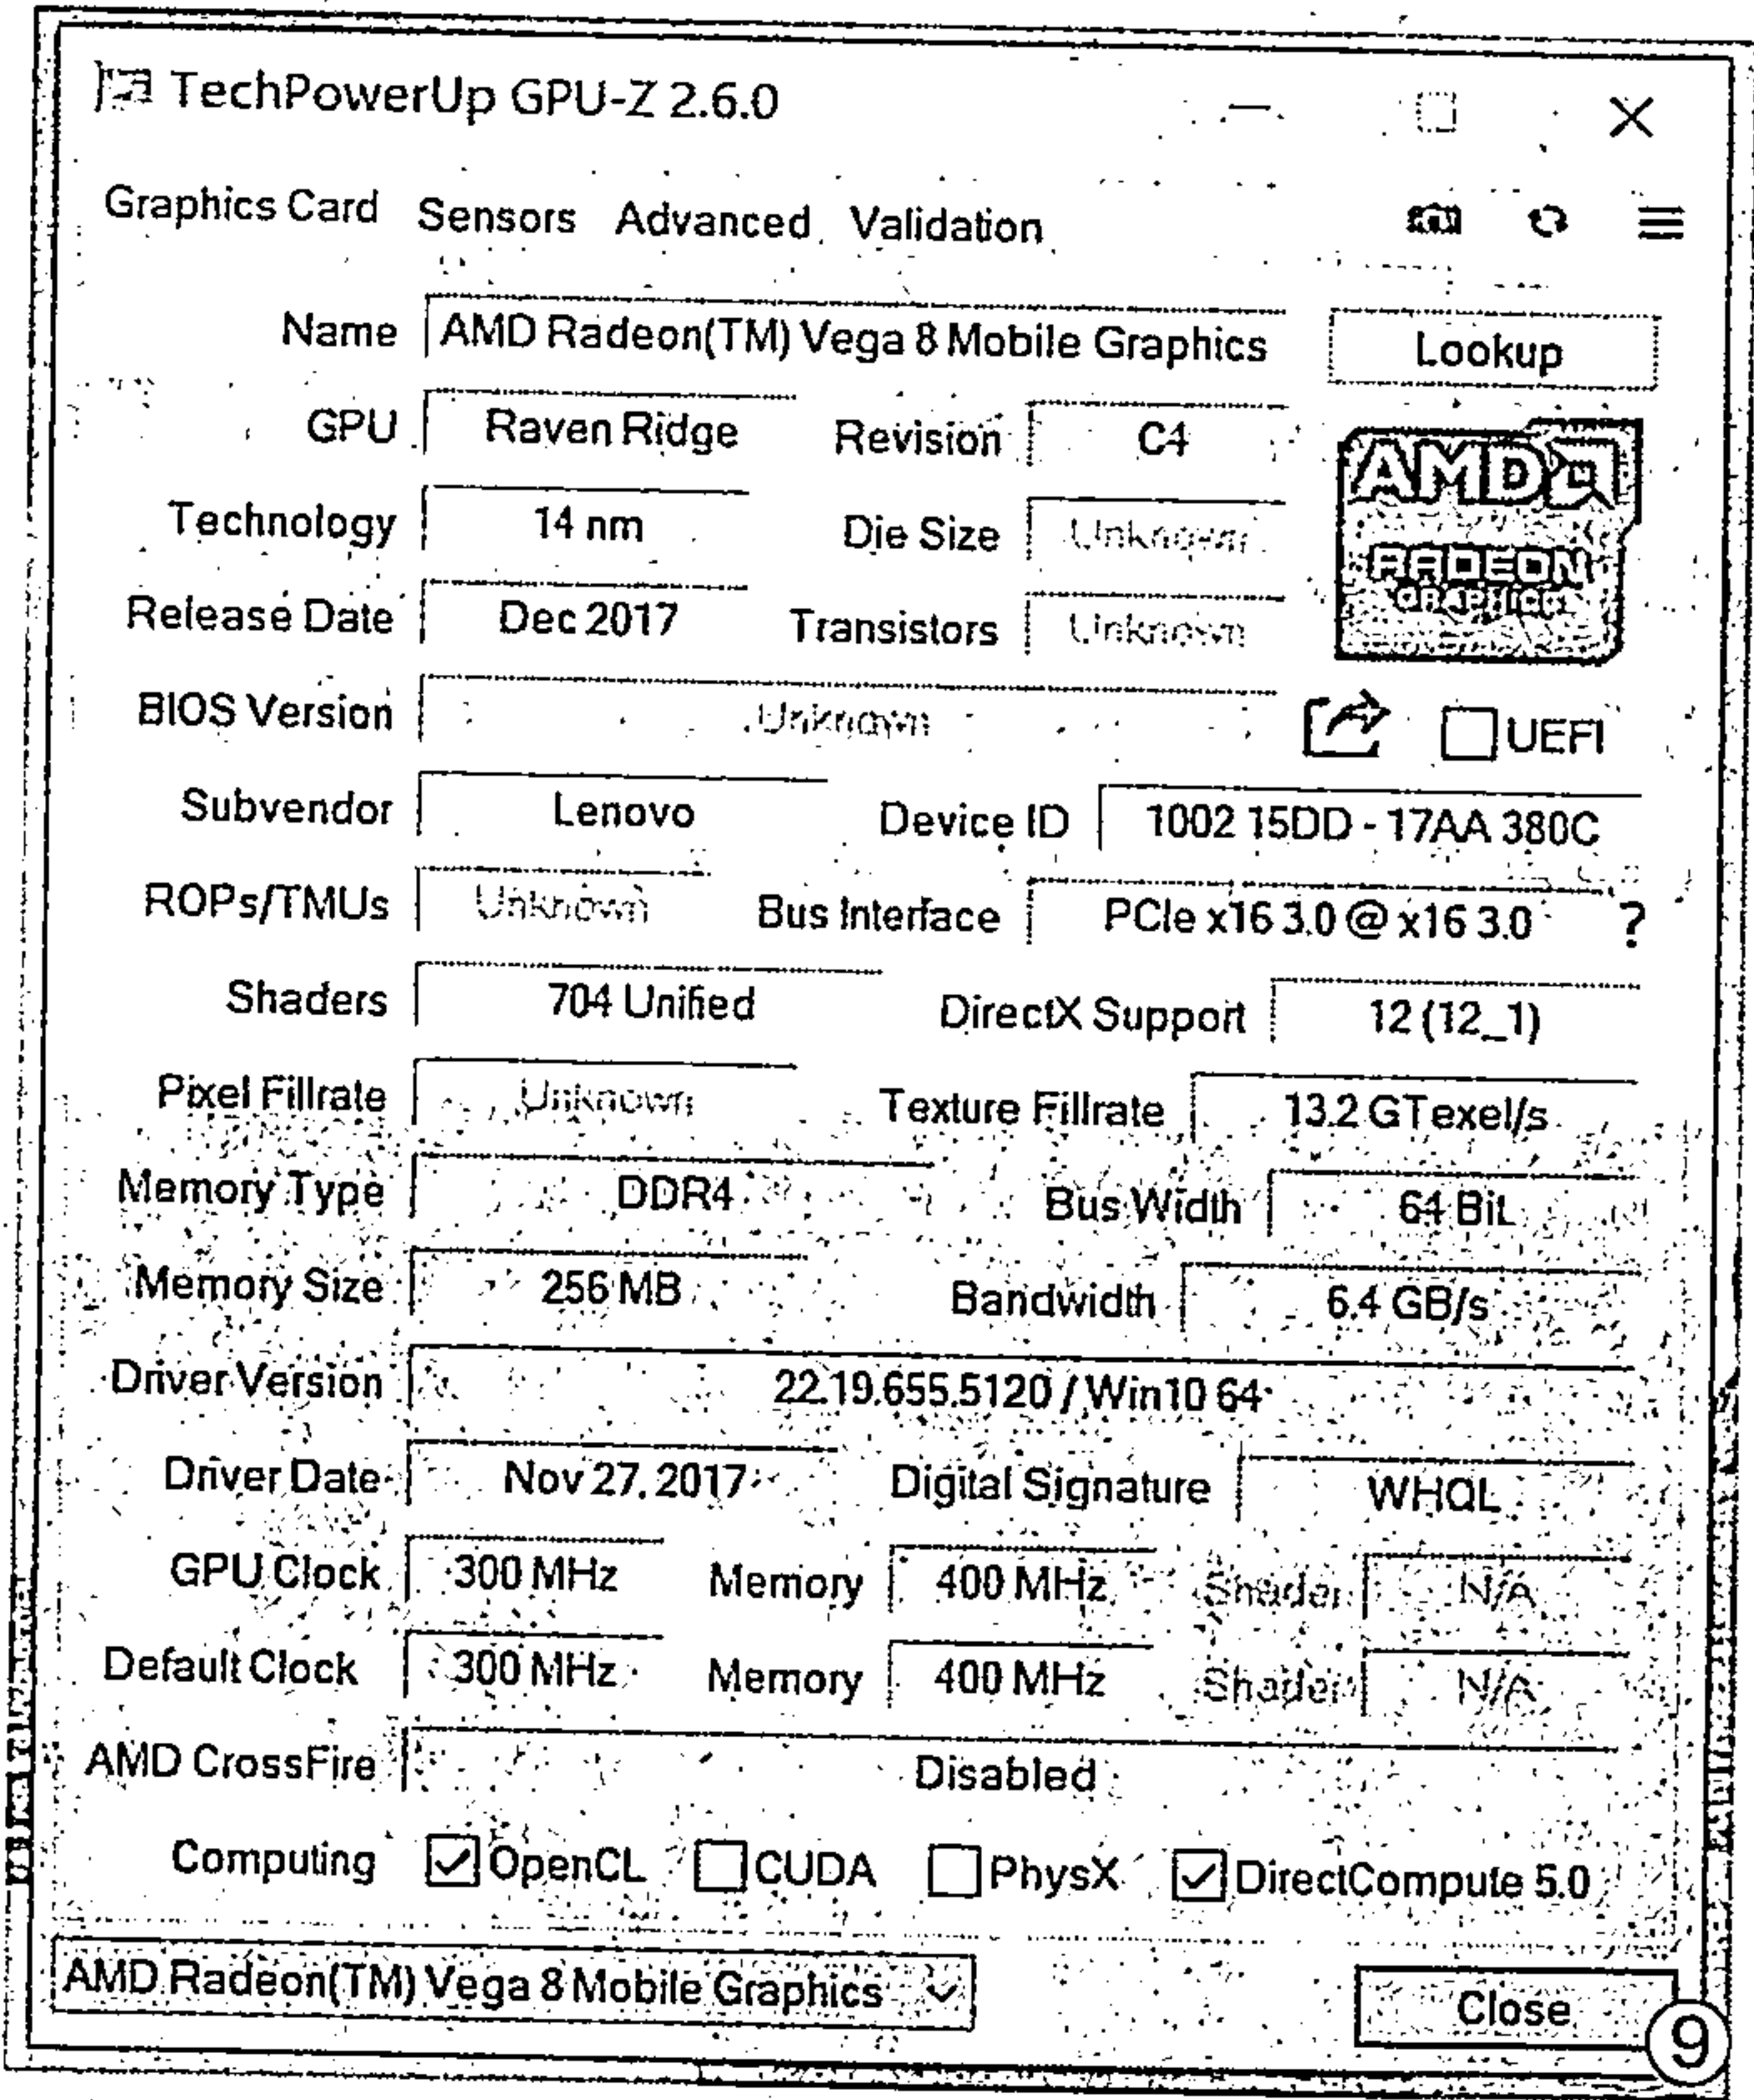 TechPowerUp GPU-Z 2.6.0
Graphics Card Sensors Advanced Validation
Name AMD Radeon(TM) Vega 8 Mobile Graphics Lookup
GPU Raven Ridge Revision C4
AMD
RADEON
GRAPHICS
Technology 14 nm Die Size Unknown
Release Date Dec 2017 Transistors Unknown
BIOS Version Unknown UEFI
Subvendor Lenovo Device ID 1002 15DD - 17AA 380C
ROPs/TMUs Unknown Bus Interface PCIe x16 3.0 @ x16 3.0 ?
Shaders 704 Unified DirectX Support 12 (12_1)
Pixel Fillrate Unknown Texture Fillrate 13.2 GTexel/s
Memory Type DDR4 Bus Width 64 Bit
Memory Size 256 MB Bandwidth 6.4 GB/s
Driver Version 22.19.655.5120 / Win10 64
Driver Date Nov 27, 2017 Digital Signature WHQL
GPU Clock 300 MHz Memory 400 MHz Shader N/A
Default Clock 300 MHz Memory 400 MHz Shader N/A
AMD CrossFire Disabled
Computing OpenCL CUDA PhysX DirectCompute 5.0
AMD Radeon(TM) Vega 8 Mobile Graphics Close
9